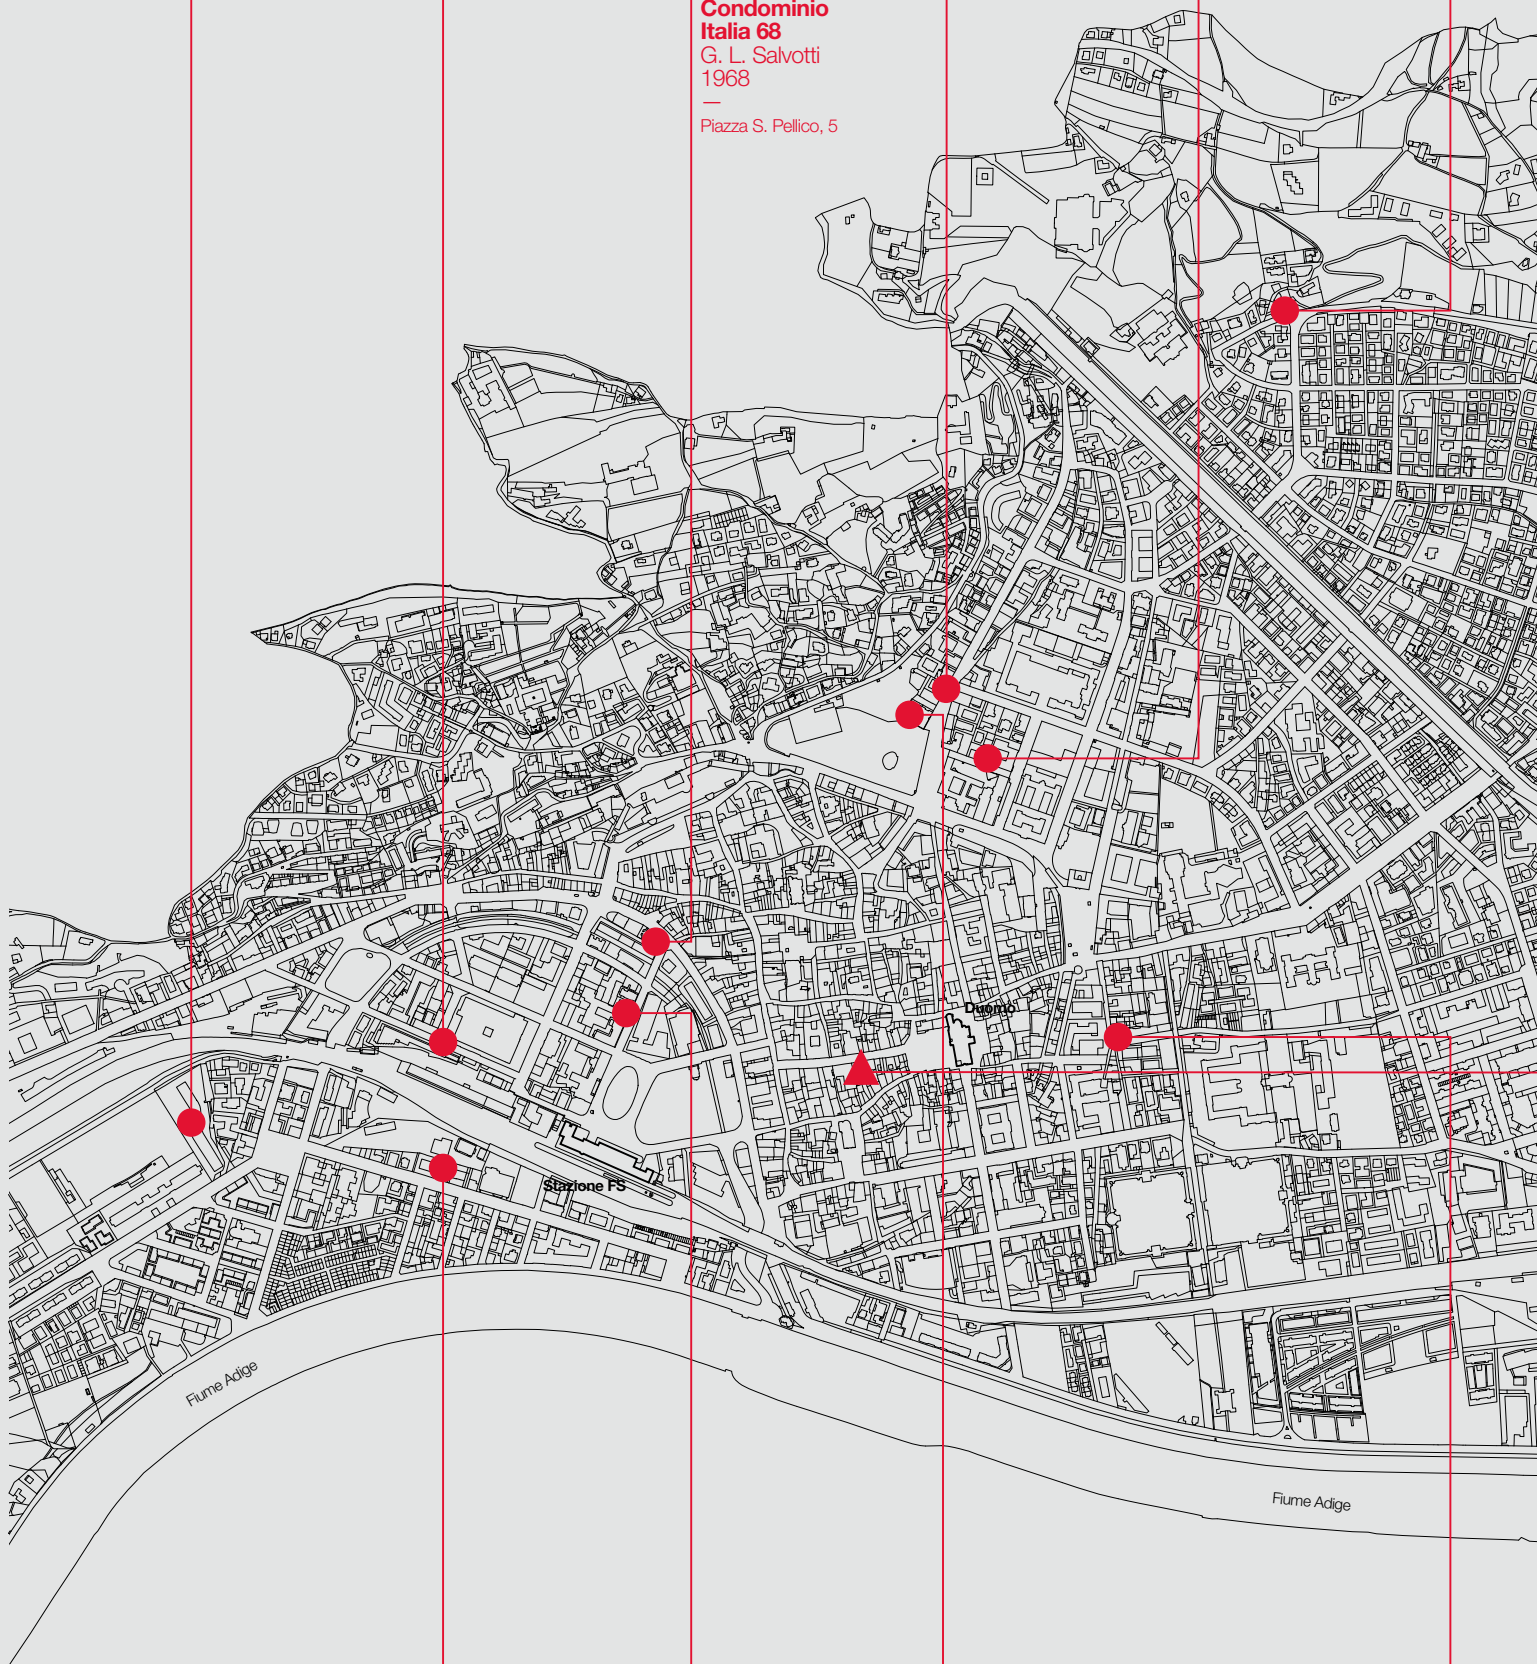 Condominio
Italia 68
G. L. Salvotti
1968
—
Piazza S. Pellico, 5
Duomo
Stazione FS
Fiume Adige
Fiume Adige